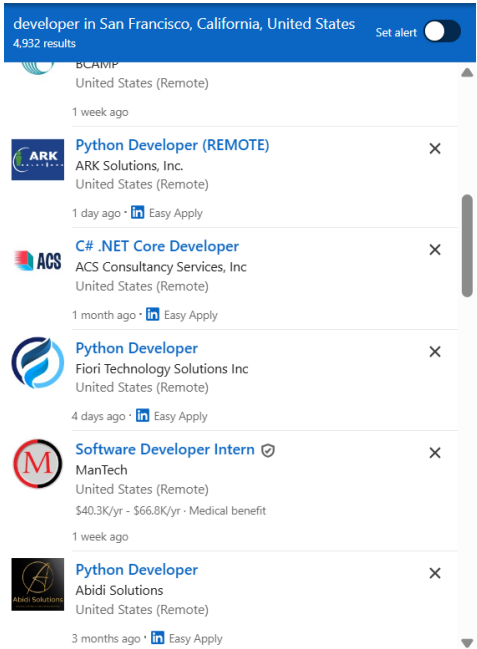 developer in San Francisco, California, United States
4,932 results
Set alert
BCAMP
United States (Remote)
1 week ago
ARK
Python Developer (REMOTE)
ARK Solutions, Inc.
United States (Remote)
1 day ago · in Easy Apply
ACS
C# .NET Core Developer
ACS Consultancy Services, Inc
United States (Remote)
1 month ago · in Easy Apply
Python Developer
Fiori Technology Solutions Inc
United States (Remote)
4 days ago · in Easy Apply
M
Software Developer Intern
ManTech
United States (Remote)
$40.3K/yr - $66.8K/yr · Medical benefit
1 week ago
Abidi Solutions
Python Developer
Abidi Solutions
United States (Remote)
3 months ago · in Easy Apply